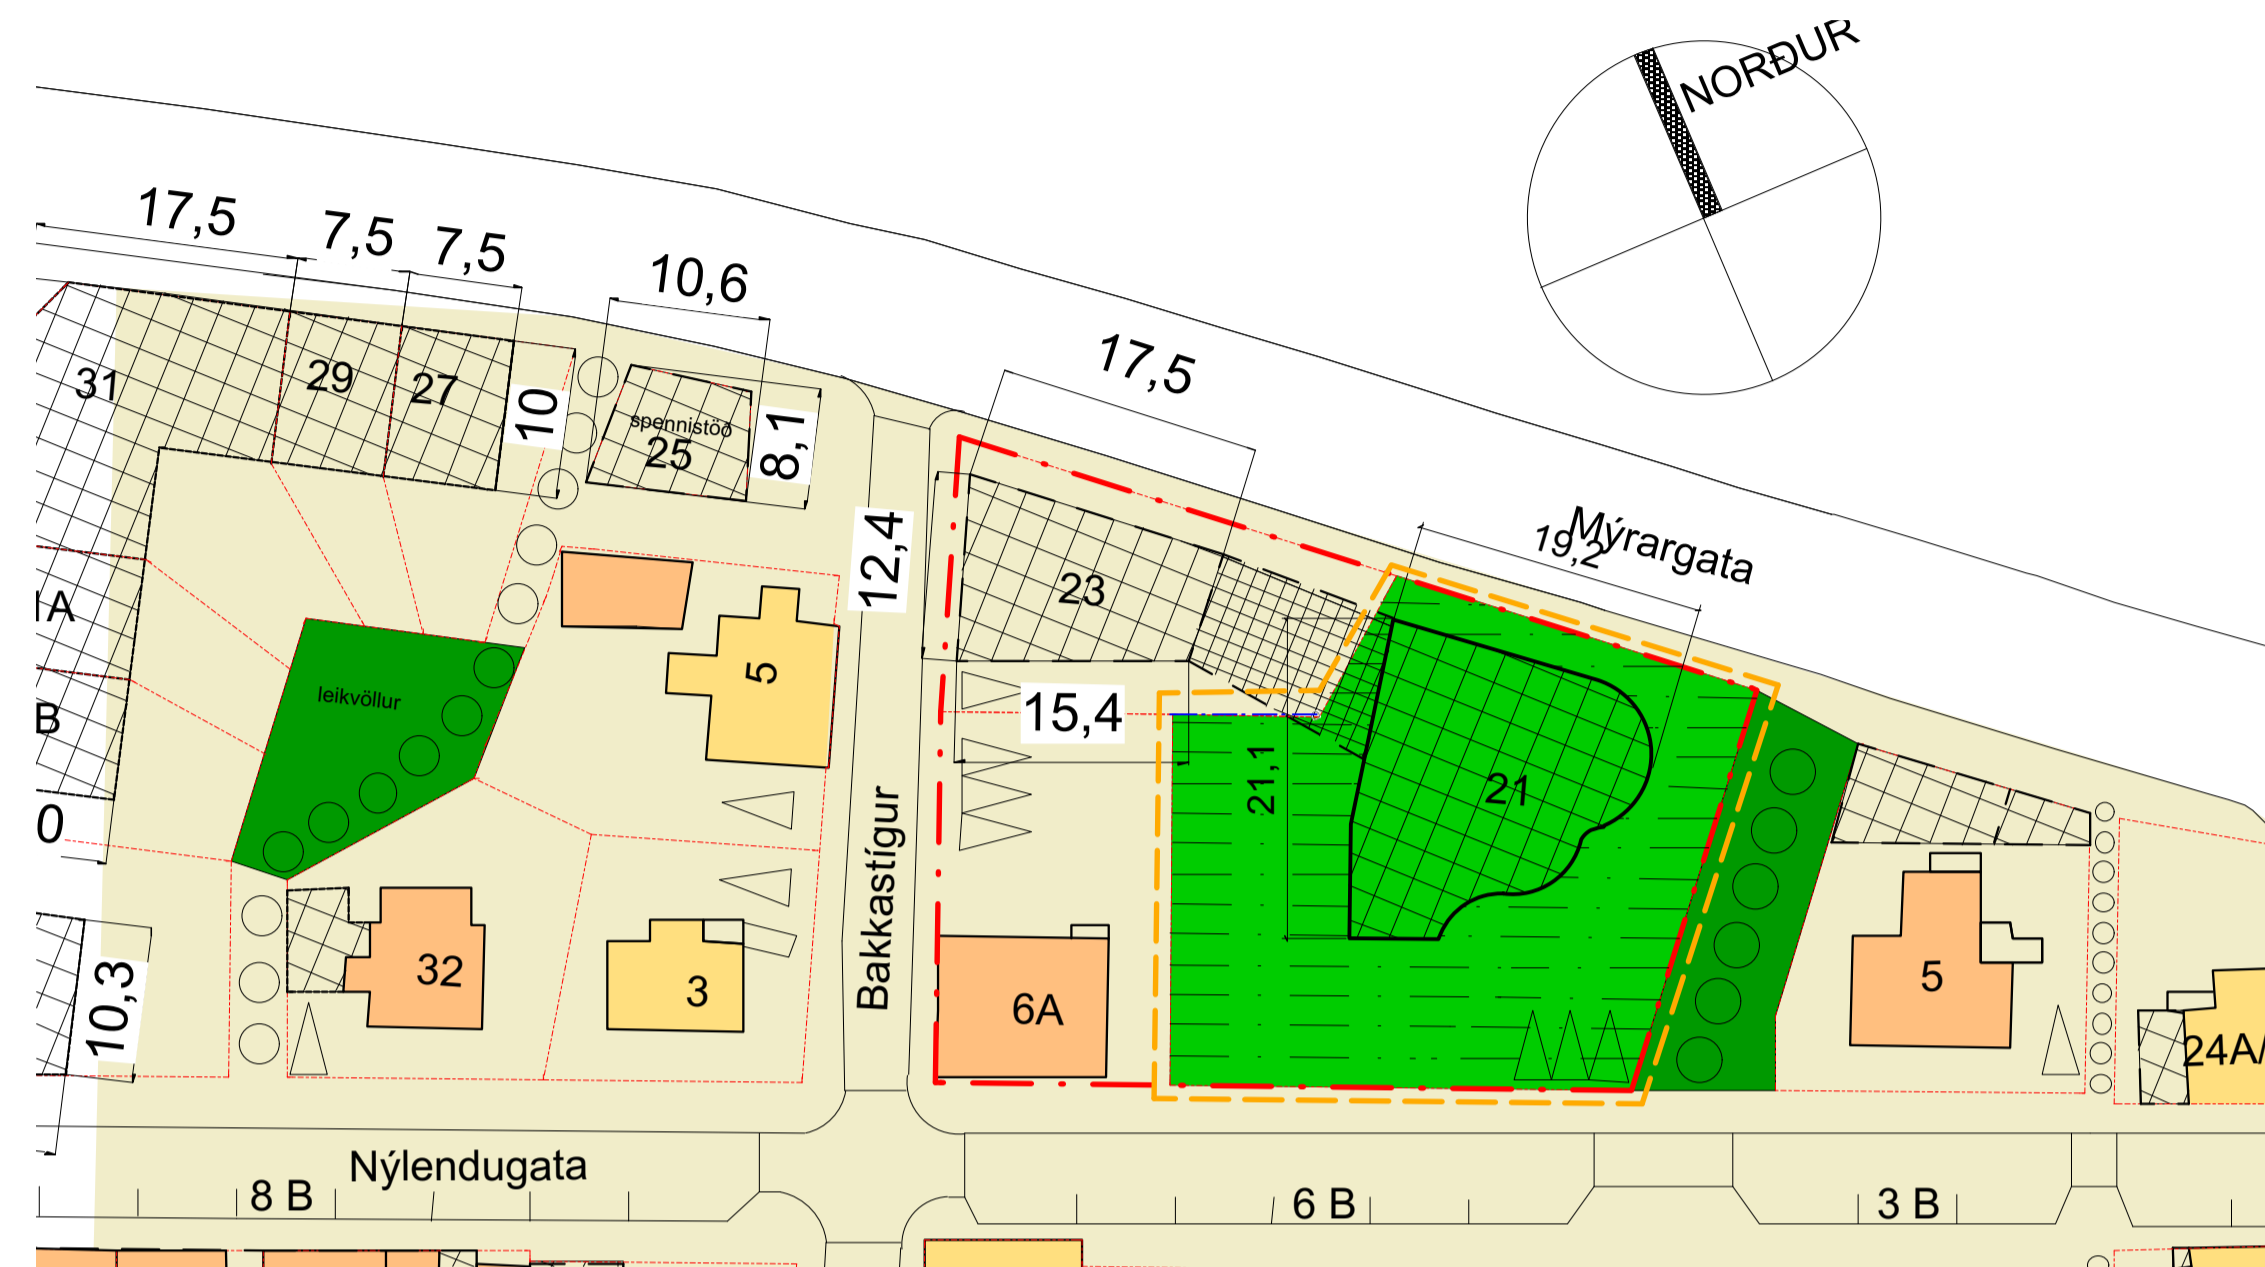 NORÐUR
17,5
7,5
7,5
10,6
17,5
31
29
27
10
spennistöð
25
8,1
12,4
23
19,2
Mýrargata
5
leikvöllur
15,4
21,1
21
B
0
Bakkastígur
32
3
10,3
6A
5
24A/
Nýlendugata
8 B
6 B
3 B